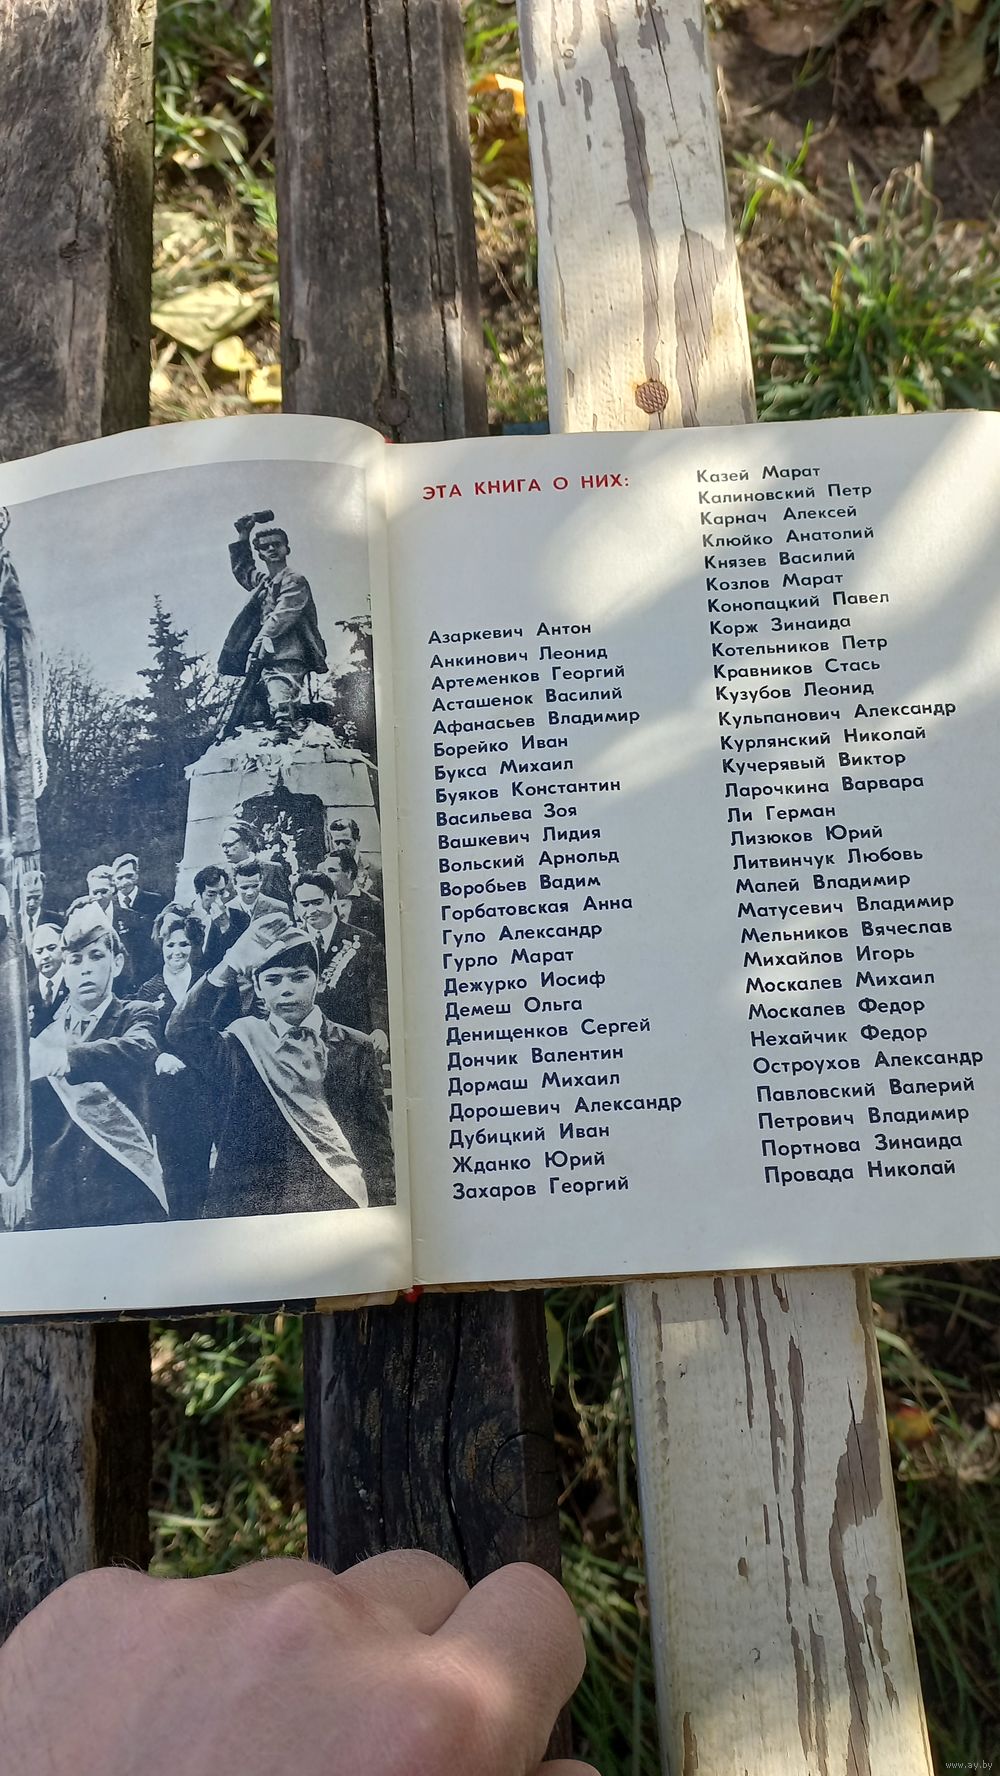 ЭТА КНИГА О НИХ:
Азаркевич Антон
Анкинович Леонид
Артеменков Георгий
Асташенок Василий
Афанасьев Владимир
Борейко Иван
Букса Михаил
Буяков Константин
Васильева Зоя
Вашкевич Лидия
Вольский Арнольд
Воробьев Вадим
Горбатовская Анна
Гуло Александр
Гурло Марат
Дежурко Иосиф
Демеш Ольга
Денищенков Сергей
Дончик Валентин
Дормаш Михаил
Дорошевич Александр
Дубицкий Иван
Жданко Юрий
Захаров Георгий
Казей Марат
Калиновский Петр
Карнач Алексей
Клюйко Анатолий
Князев Василий
Козлов Марат
Конопацкий Павел
Корж Зинаида
Котельников Петр
Кравников Стась
Кузубов Леонид
Кульпанович Александр
Курлянский Николай
Кучерявый Виктор
Ларочкина Варвара
Ли Герман
Лизюков Юрий
Литвинчук Любовь
Малей Владимир
Матусевич Владимир
Мельников Вячеслав
Михайлов Игорь
Москалев Михаил
Москалев Федор
Нехайчик Федор
Остроухов Александр
Павловский Валерий
Петрович Владимир
Портнова Зинаида
Провада Николай
www.ay.by